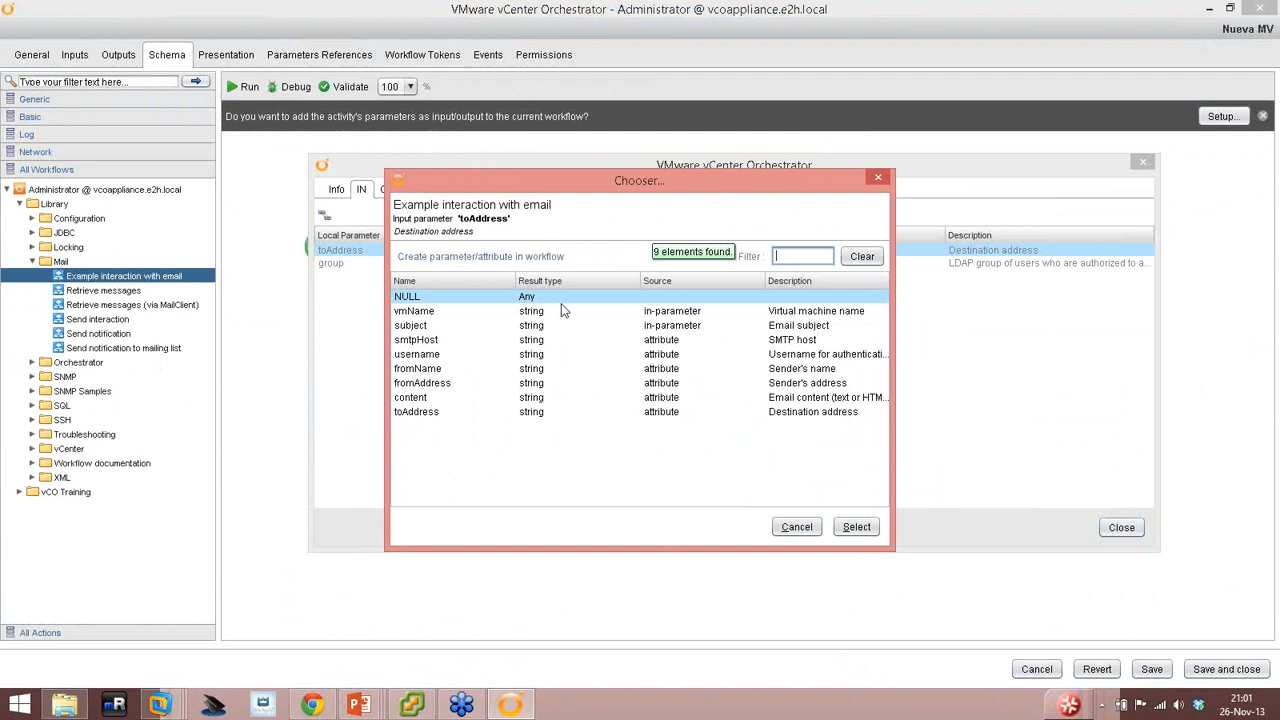 VMware vCenter Orchestrator - Administrator @ vcoappliance.e2h.local
Nueva MV
General Inputs Outputs Schema Presentation Parameters References Workflow Tokens Events Permissions
Type your filter text here...
Run Debug Validate 100 %
Generic
Basic
Log
Network
All Workflows
Do you want to add the activity's parameters as input/output to the current workflow? Setup...
Administrator @ vcoappliance.e2h.local
Library
Configuration
JDBC
Locking
Mail
Example interaction with email
Retrieve messages
Retrieve messages (via MailClient)
Send interaction
Send notification
Send notification to mailing list
Orchestrator
SNMP
SNMP Samples
SQL
SSH
Troubleshooting
vCenter
Workflow documentation
XML
vCO Training
All Actions
VMware vCenter Orchestrator
Info IN
Local Parameter Description
toAddress Destination address
group LDAP group of users who are authorized to a...
Close
Chooser...
Example interaction with email
Input parameter 'toAddress'
Destination address
Create parameter/attribute in workflow 9 elements found. Filter : Clear
Name Result type Source Description
NULL Any
vmName string in-parameter Virtual machine name
subject string in-parameter Email subject
smtpHost string attribute SMTP host
username string attribute Username for authenticati...
fromName string attribute Sender's name
fromAddress string attribute Sender's address
content string attribute Email content (text or HTM...
toAddress string attribute Destination address
Cancel Select
Cancel Revert Save Save and close
21:01
26-Nov-13